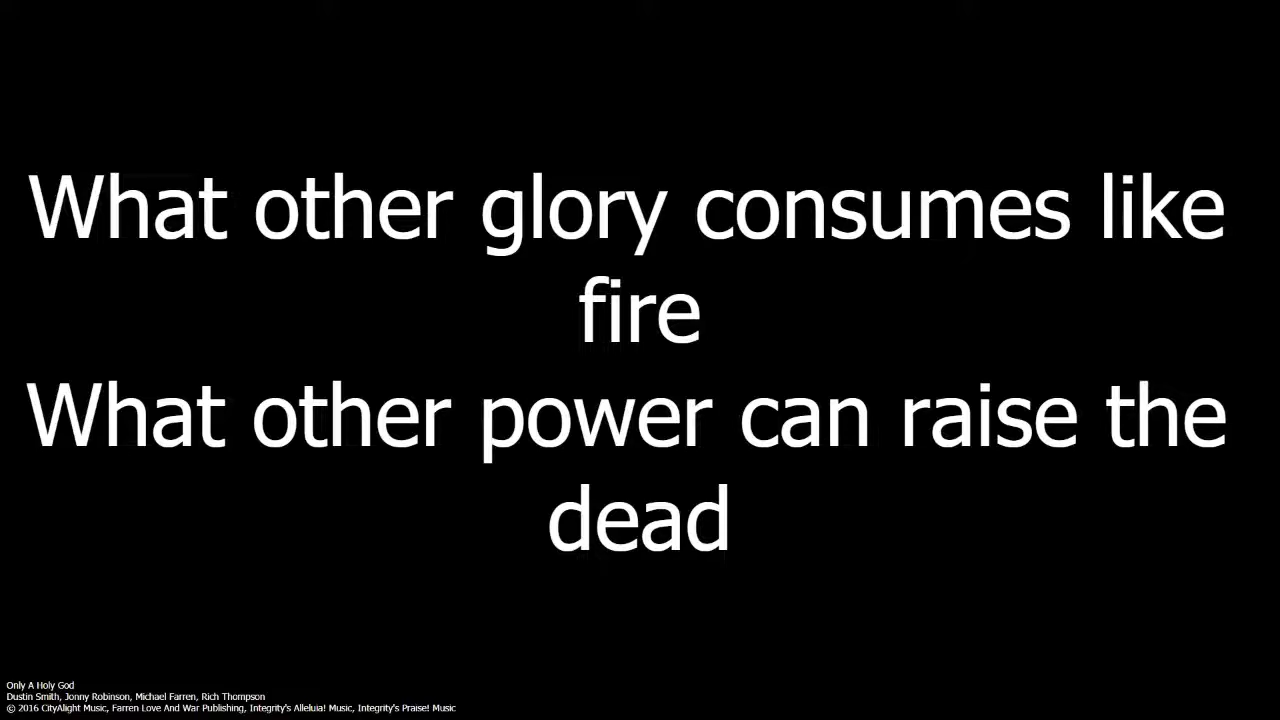 What other glory consumes like
fire
What other power can raise the
dead
Only A Holy God
Dustin Smith, Jonny Robinson, Michael Farren, Rich Thompson
© 2016 CityAlight Music, Farren Love And War Publishing, Integrity's Alleluia! Music, Integrity's Praise! Music